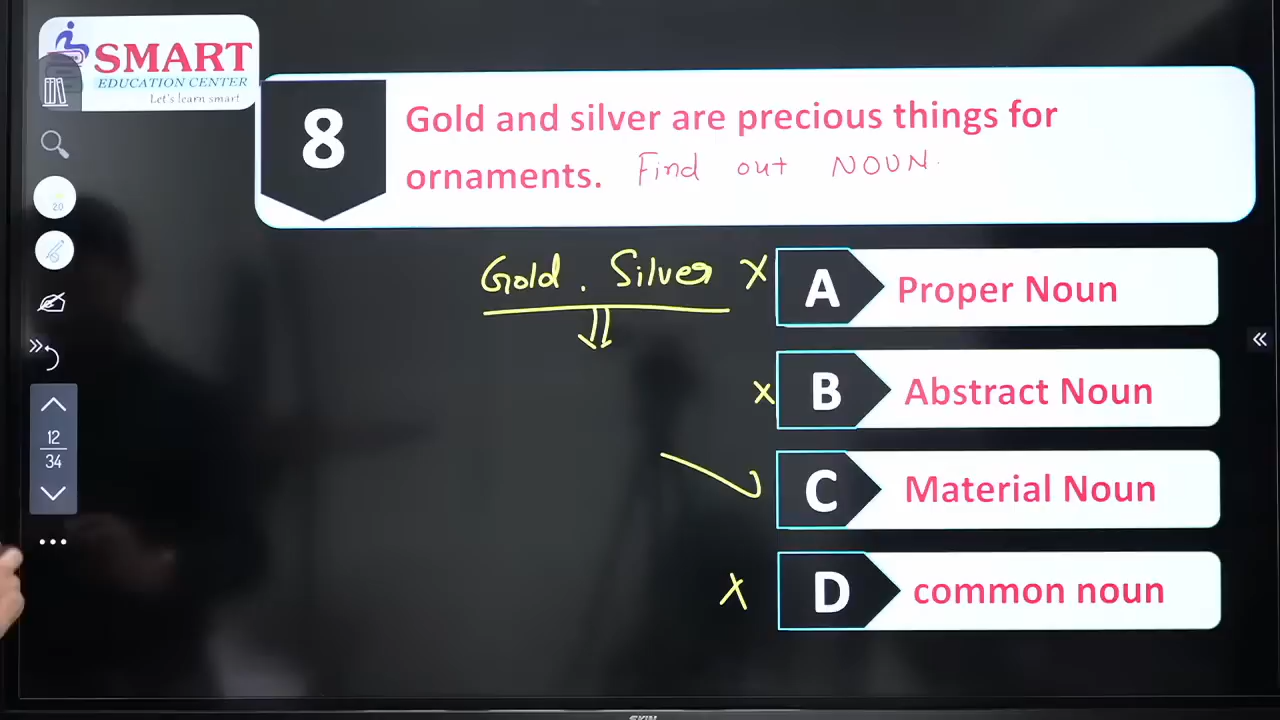 SMART
EDUCATION CENTER
Let's learn smart
8
Gold and silver are precious things for
ornaments. Find out NOUN.
Gold . Silver X
A Proper Noun
x B Abstract Noun
C Material Noun
x D common noun
20
12
34